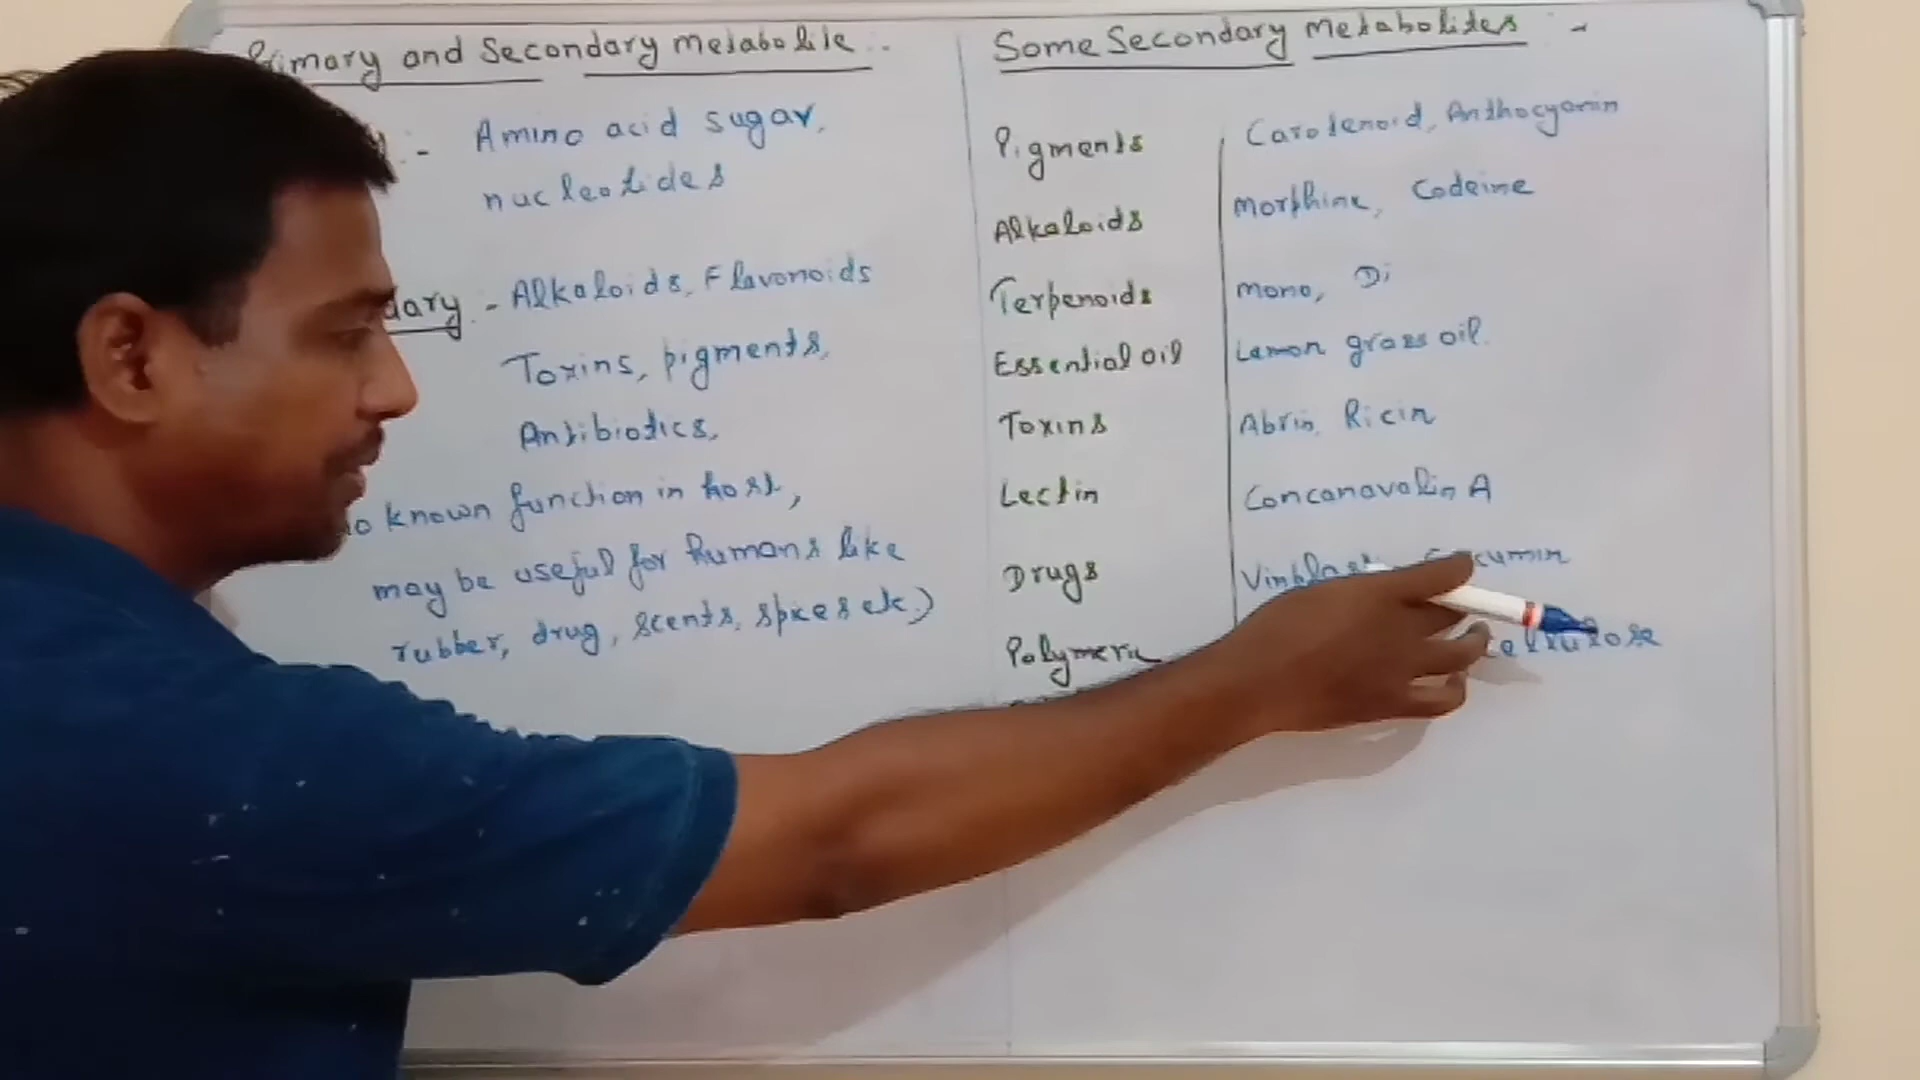 Primary and Secondary metabolite :-
Amino acid sugar,
nucleotides
dary :- Alkaloids, Flavonoids
Toxins, pigments,
Antibiotics,
known function in host,
may be useful for humans like
rubber, drug, scents, spices etc.)
Some Secondary metabolites :-
Pigments Carotenoid, Anthocyanin
Alkaloids Morphine, Codeine
Terpenoids mono, Di
Essential oil Lemon grass oil.
Toxins Abrin, Ricin
Lectin Concanavalin A
Drugs Vinblast cumin
Polymeric cellulose